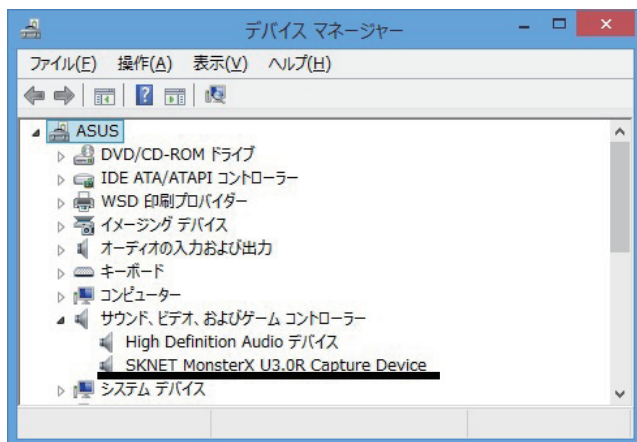 デバイス マネージャー
ファイル(F) 操作(A) 表示(V) ヘルプ(H)
ASUS
DVD/CD-ROM ドライブ
IDE ATA/ATAPI コントローラー
WSD 印刷プロバイダー
イメージング デバイス
オーディオの入力および出力
キーボード
コンピューター
サウンド、ビデオ、およびゲーム コントローラー
High Definition Audio デバイス
SKNET MonsterX U3.0R Capture Device
システム デバイス